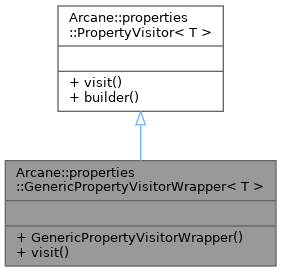 Arcane::properties
::PropertyVisitor< T >
+ visit()
+ builder()
Arcane::properties
::GenericPropertyVisitorWrapper< T >
+ GenericPropertyVisitorWrapper()
+ visit()